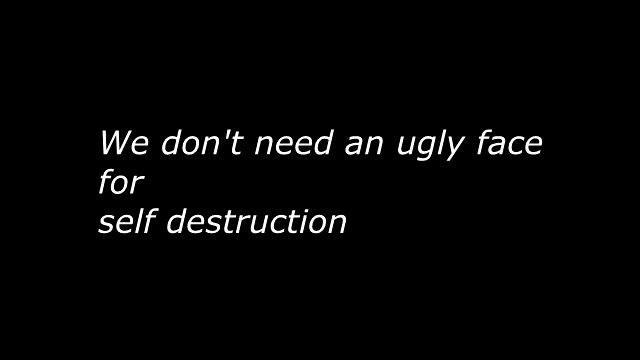 We don't need an ugly face
for
self destruction